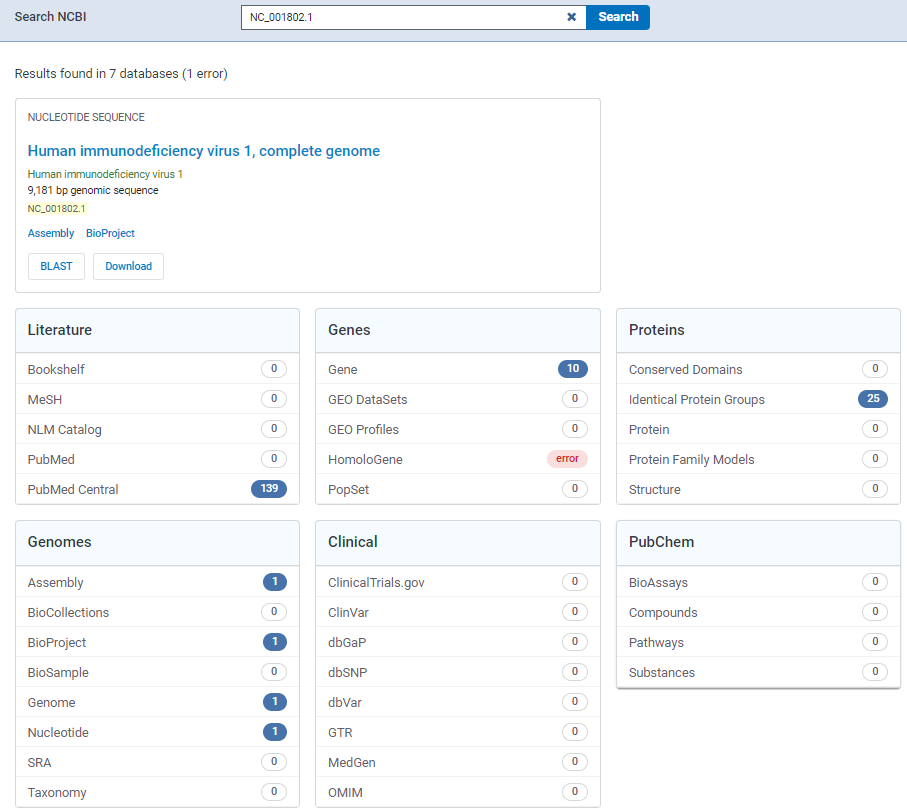 Search NCBI
NC_001802.1
Search
Results found in 7 databases (1 error)
NUCLEOTIDE SEQUENCE
Human immunodeficiency virus 1, complete genome
Human immunodeficiency virus 1
9,181 bp genomic sequence
NC_001802.1
Assembly BioProject
BLAST Download
Literature
Bookshelf 0
MeSH 0
NLM Catalog 0
PubMed 0
PubMed Central 139
Genes
Gene 10
GEO DataSets 0
GEO Profiles 0
HomoloGene error
PopSet 0
Proteins
Conserved Domains 0
Identical Protein Groups 25
Protein 0
Protein Family Models 0
Structure 0
Genomes
Assembly 1
BioCollections 0
BioProject 1
BioSample 0
Genome 1
Nucleotide 1
SRA 0
Taxonomy 0
Clinical
ClinicalTrials.gov 0
ClinVar 0
dbGaP 0
dbSNP 0
dbVar 0
GTR 0
MedGen 0
OMIM 0
PubChem
BioAssays 0
Compounds 0
Pathways 0
Substances 0